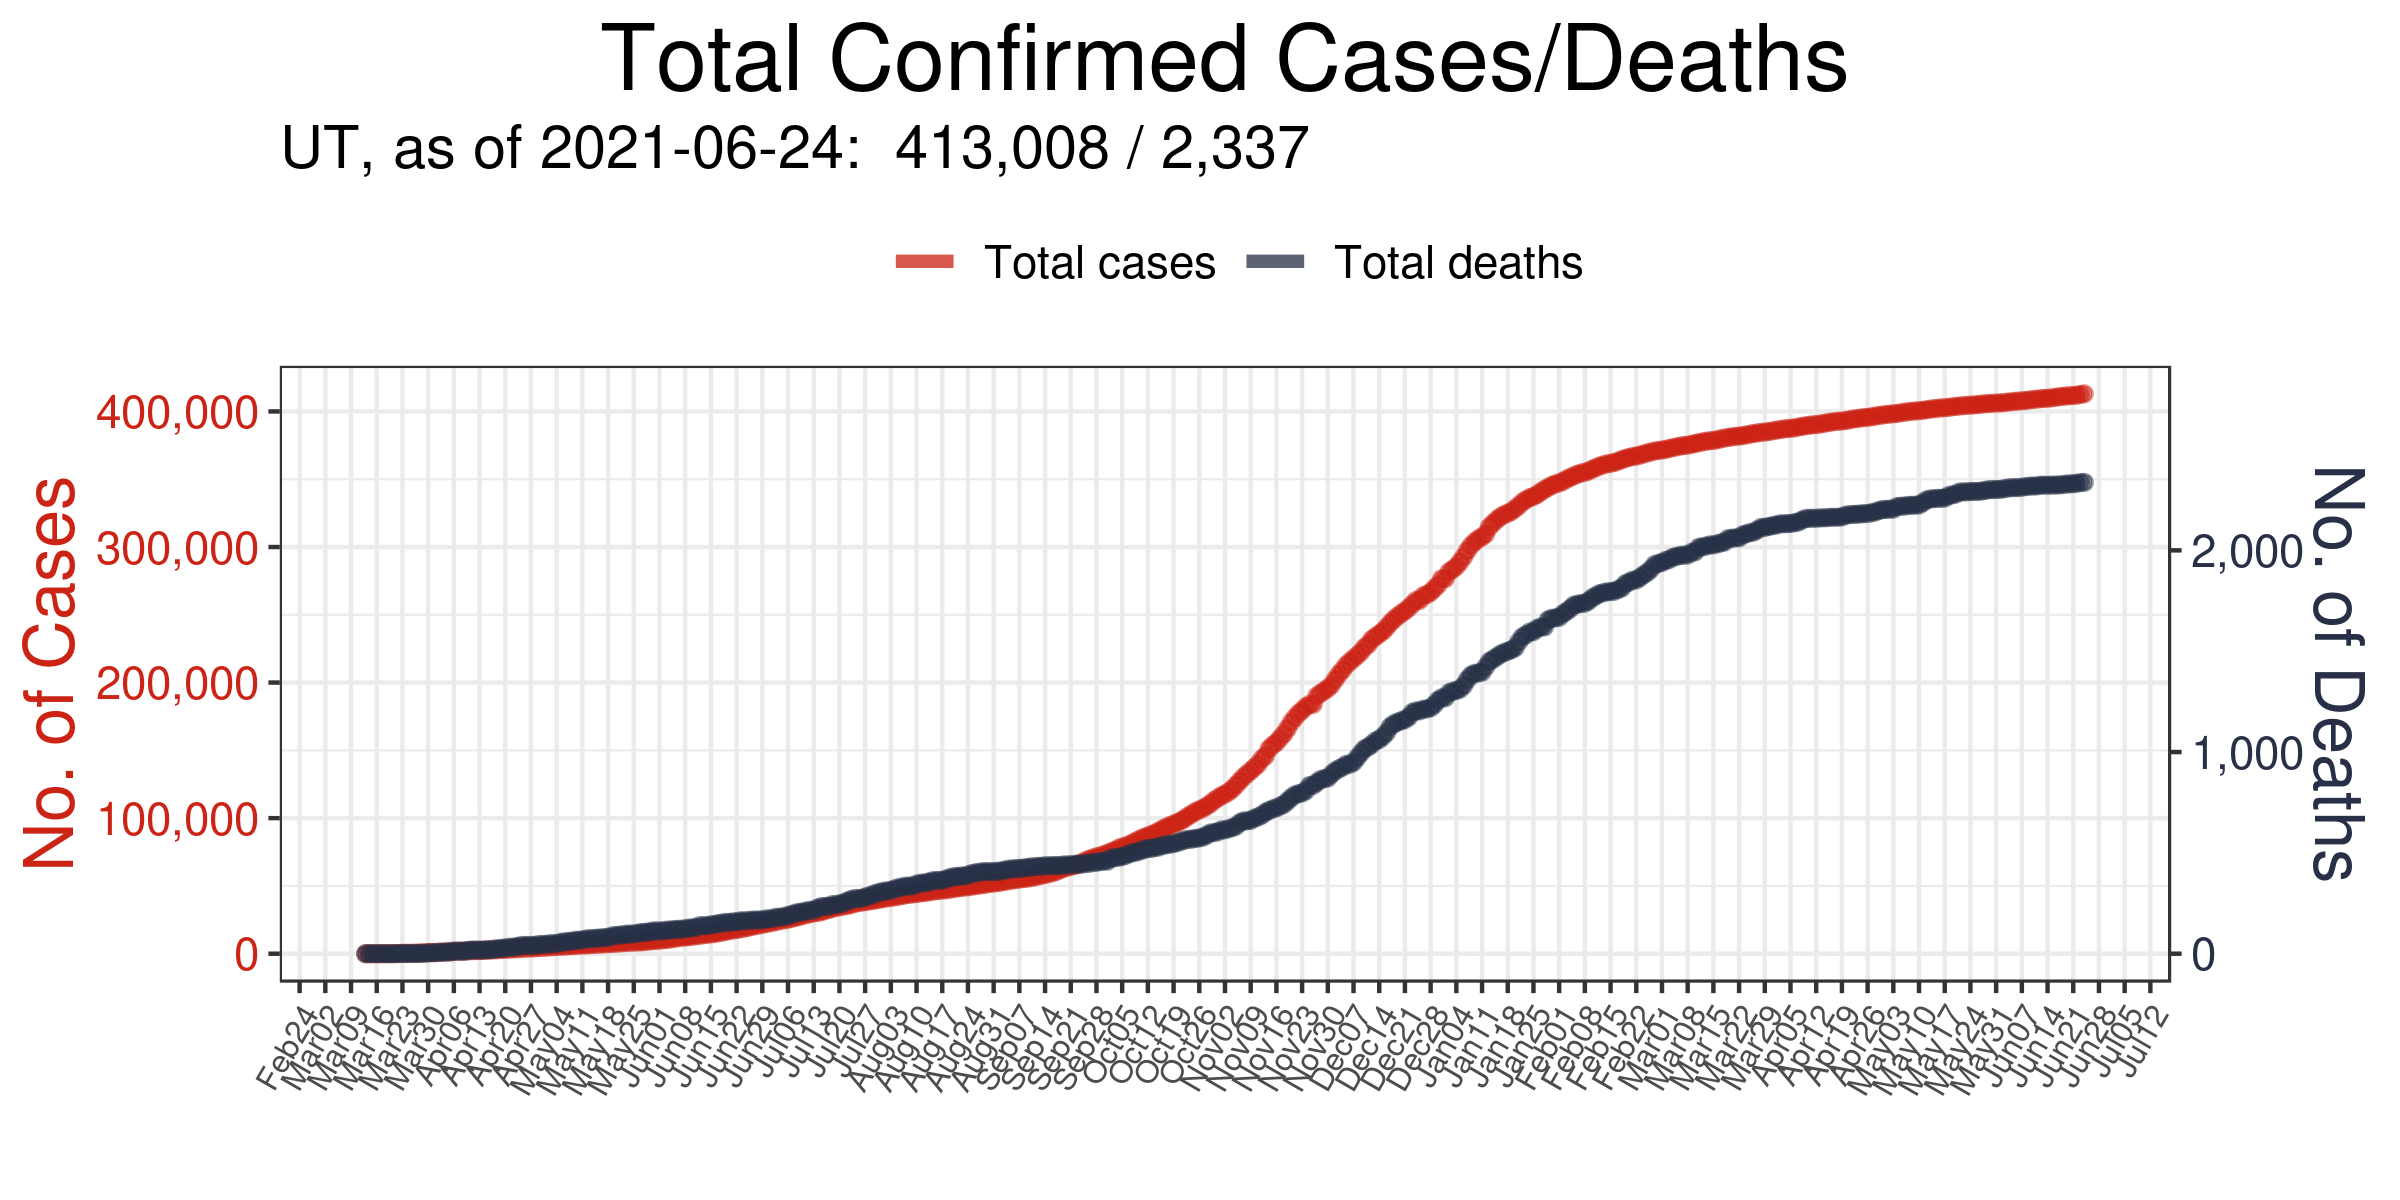 Total Confirmed Cases/Deaths
UT, as of 2021-06-24:  413,008 / 2,337
Total cases
Total deaths
No. of Cases
400,000
300,000
200,000
100,000
0
No. of Deaths
2,000
1,000
0
Feb24
Mar02
Mar09
Mar16
Mar23
Mar30
Apr06
Apr13
Apr20
Apr27
May04
May11
May18
May25
Jun01
Jun08
Jun15
Jun22
Jun29
Jul06
Jul13
Jul20
Jul27
Aug03
Aug10
Aug17
Aug24
Aug31
Sep07
Sep14
Sep21
Sep28
Oct05
Oct12
Oct19
Oct26
Nov02
Nov09
Nov16
Nov23
Nov30
Dec07
Dec14
Dec21
Dec28
Jan04
Jan11
Jan18
Jan25
Feb01
Feb08
Feb15
Feb22
Mar01
Mar08
Mar15
Mar22
Mar29
Apr05
Apr12
Apr19
Apr26
May03
May10
May17
May24
May31
Jun07
Jun14
Jun21
Jun28
Jul05
Jul12